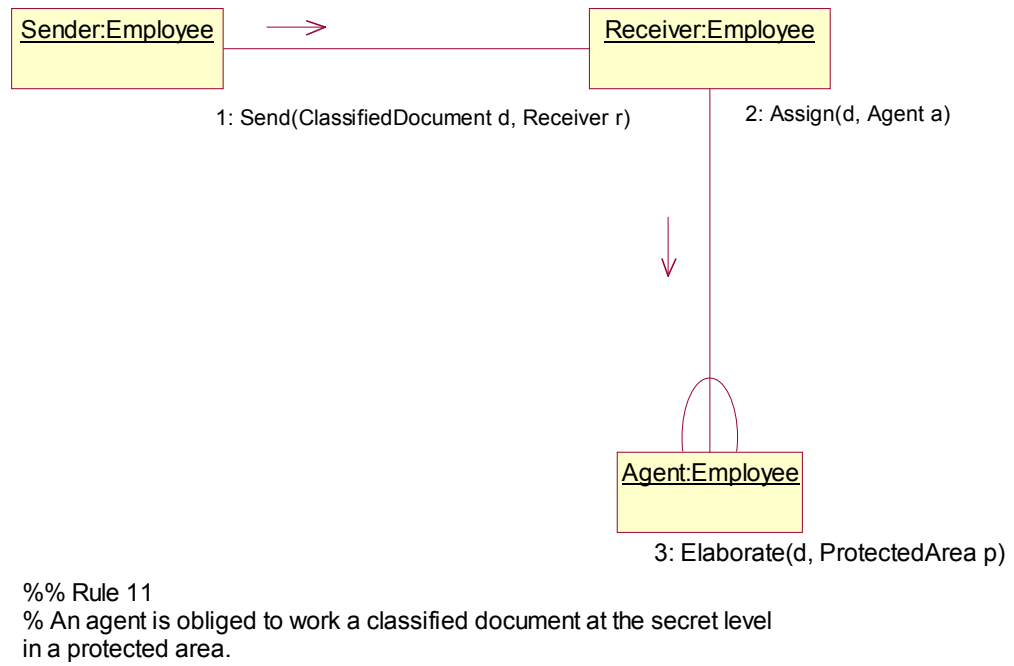 Sender:Employee
Receiver:Employee
1: Send(ClassifiedDocument d, Receiver r)
2: Assign(d, Agent a)
Agent:Employee
3: Elaborate(d, ProtectedArea p)
%% Rule 11
% An agent is obliged to work a classified document at the secret level
in a protected area.